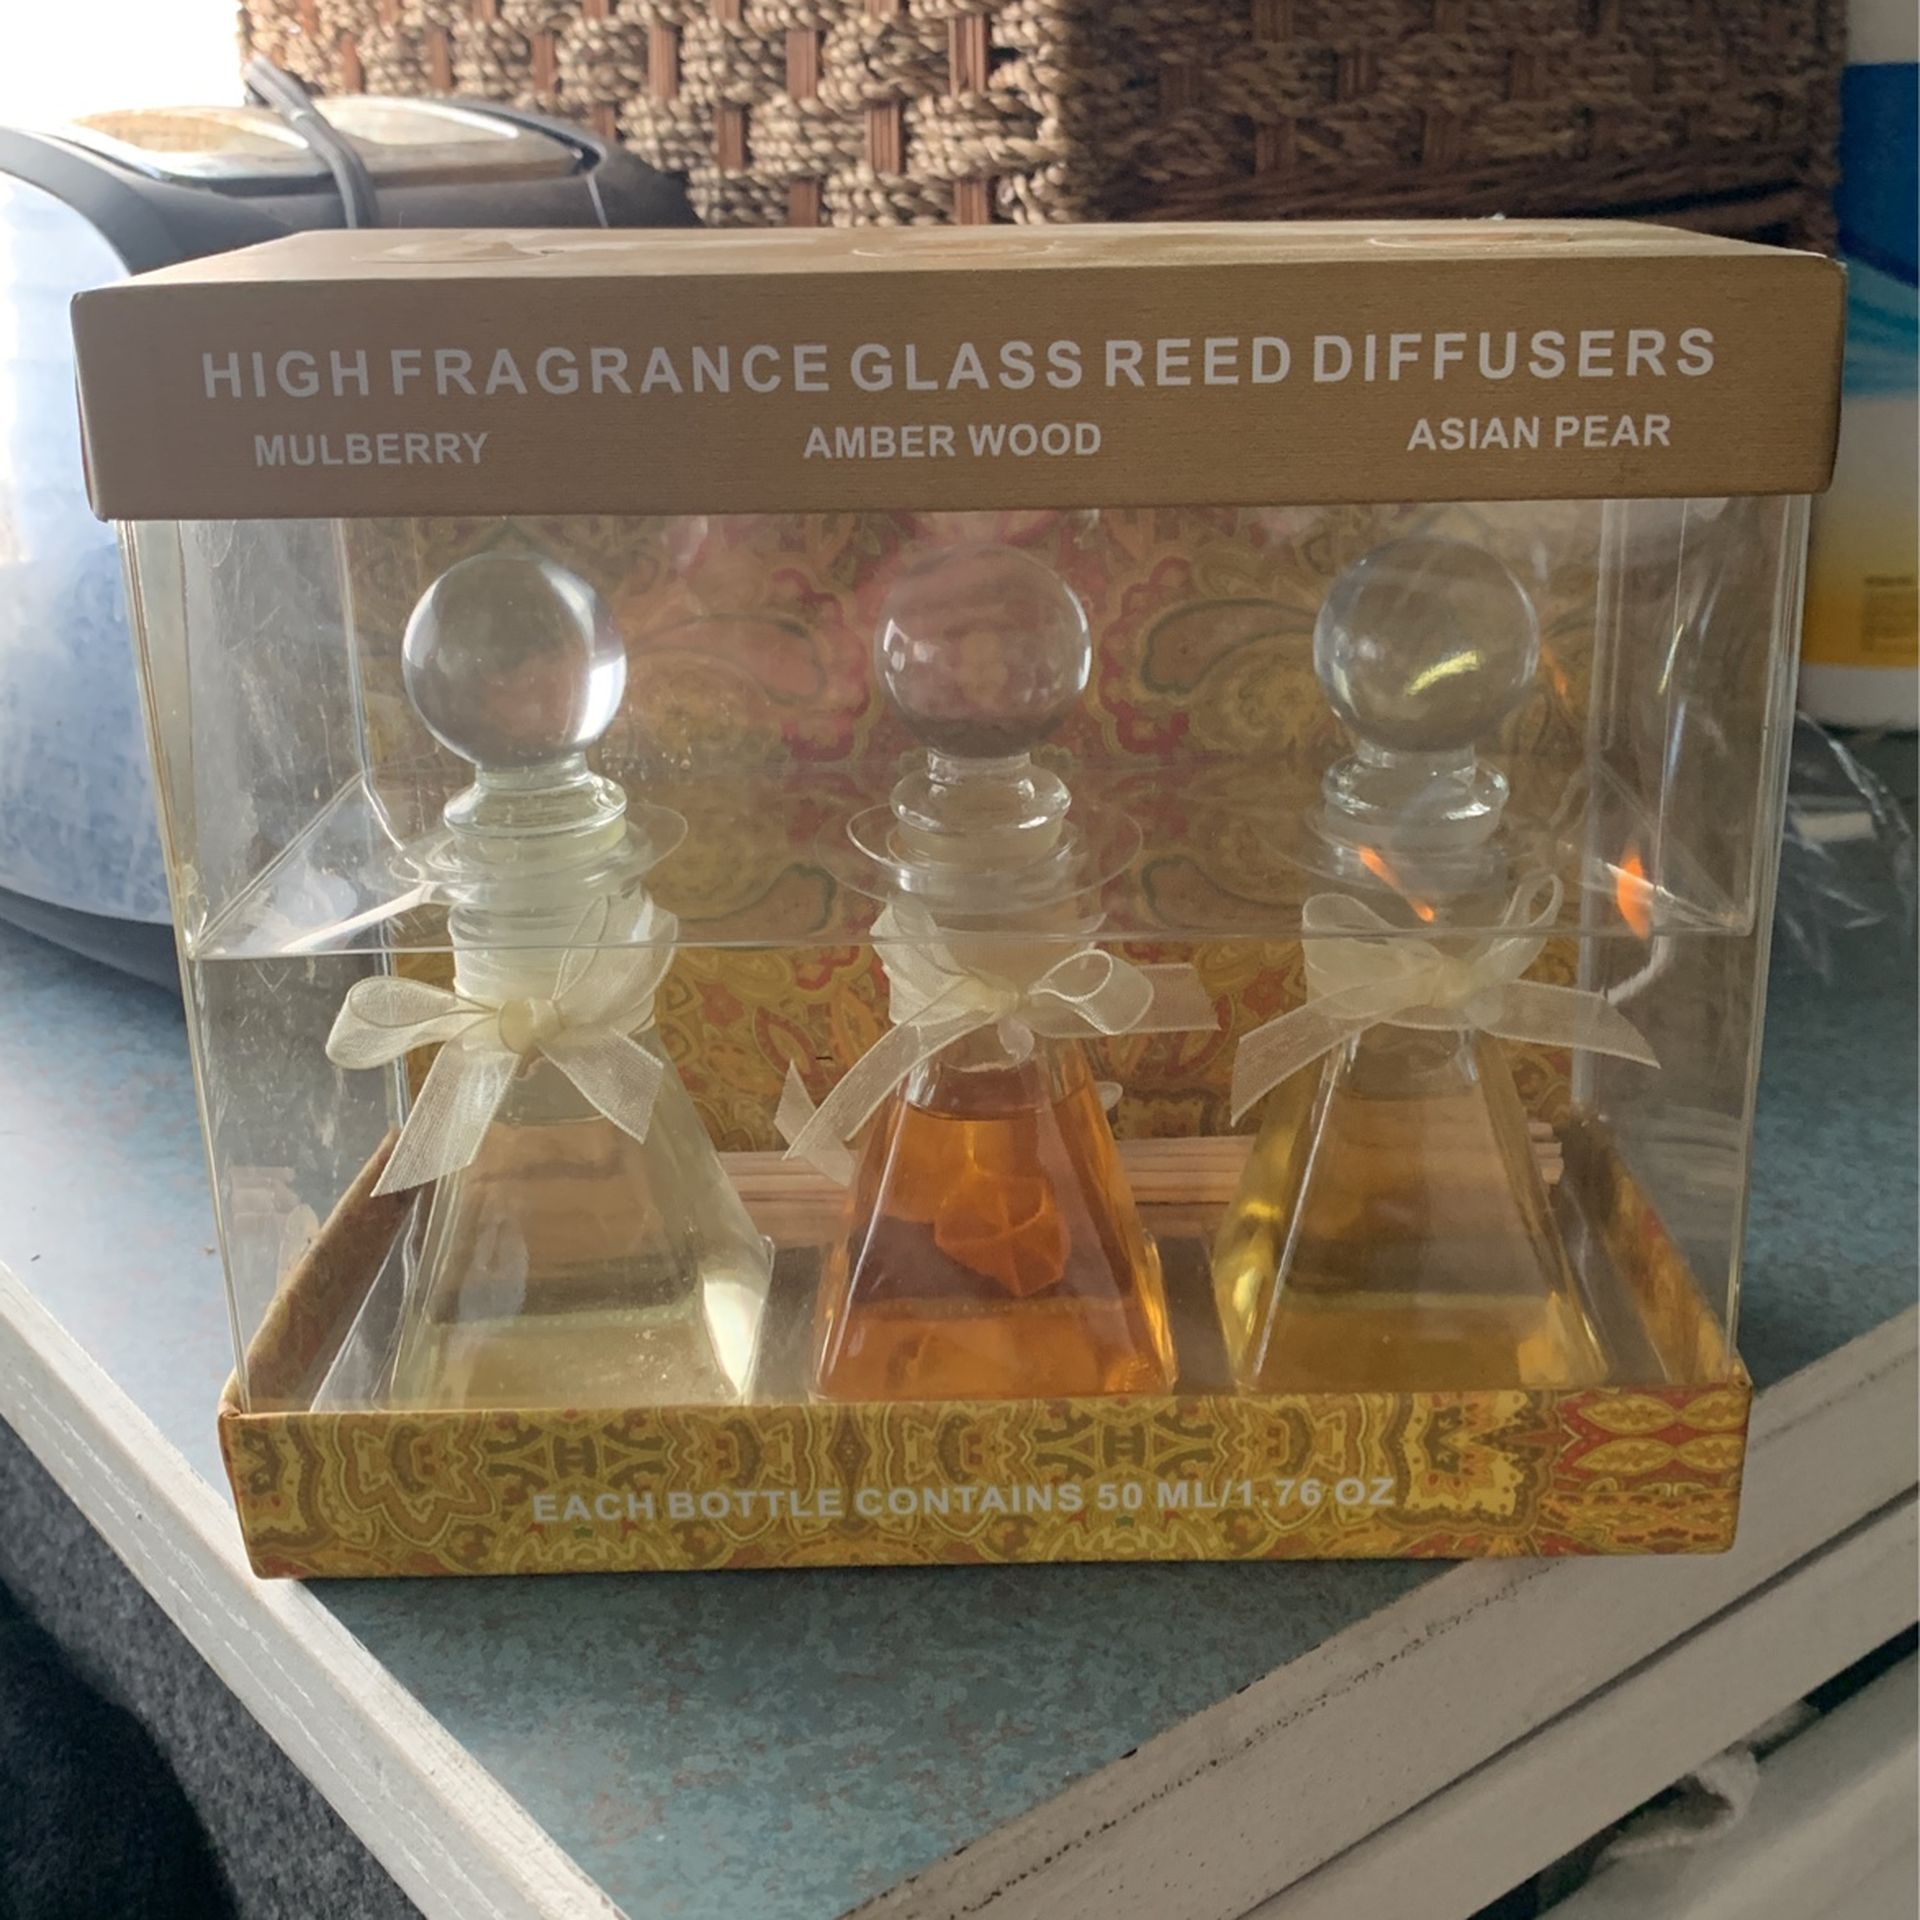 HIGH FRAGRANCE GLASS REED DIFFUSERS
MULBERRY AMBER WOOD ASIAN PEAR
EACH BOTTLE CONTAINS 50 ML/1.76 OZ